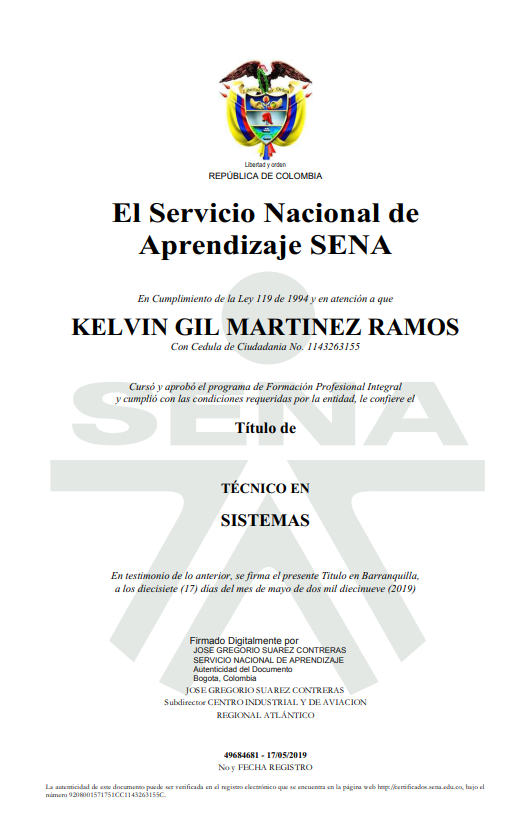 Libertad y orden
REPÚBLICA DE COLOMBIA
El Servicio Nacional de
Aprendizaje SENA
En Cumplimiento de la Ley 119 de 1994 y en atención a que
KELVIN GIL MARTINEZ RAMOS
Con Cedula de Ciudadania No. 1143263155
Cursó y aprobó el programa de Formación Profesional Integral
y cumplió con las condiciones requeridas por la entidad, le confiere el
SENA
Título de
TÉCNICO EN
SISTEMAS
En testimonio de lo anterior, se firma el presente Título en Barranquilla,
a los diecisiete (17) días del mes de mayo de dos mil diecinueve (2019)
Firmado Digitalmente por
JOSE GREGORIO SUAREZ CONTRERAS
SERVICIO NACIONAL DE APRENDIZAJE
Autenticidad del Documento
Bogota, Colombia
JOSE GREGORIO SUAREZ CONTRERAS
Subdirector CENTRO INDUSTRIAL Y DE AVIACION
REGIONAL ATLÁNTICO
49684681 - 17/05/2019
No y FECHA REGISTRO
La autenticidad de este documento puede ser verificada en el registro electrónico que se encuentra en la página web http://certificados.sena.edu.co, bajo el
número 9208001571751CC1143263155C.